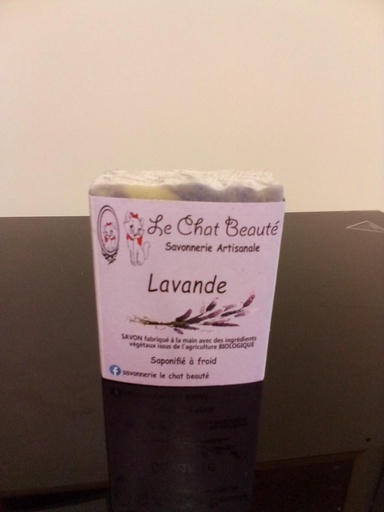 Le Chat Beauté
Savonnerie Artisanale
Lavande
SAVON fabriqué à la main avec des ingrédients
végétaux issus de l'agriculture BIOLOGIQUE
Saponifié à froid
f savonnerie le chat beauté